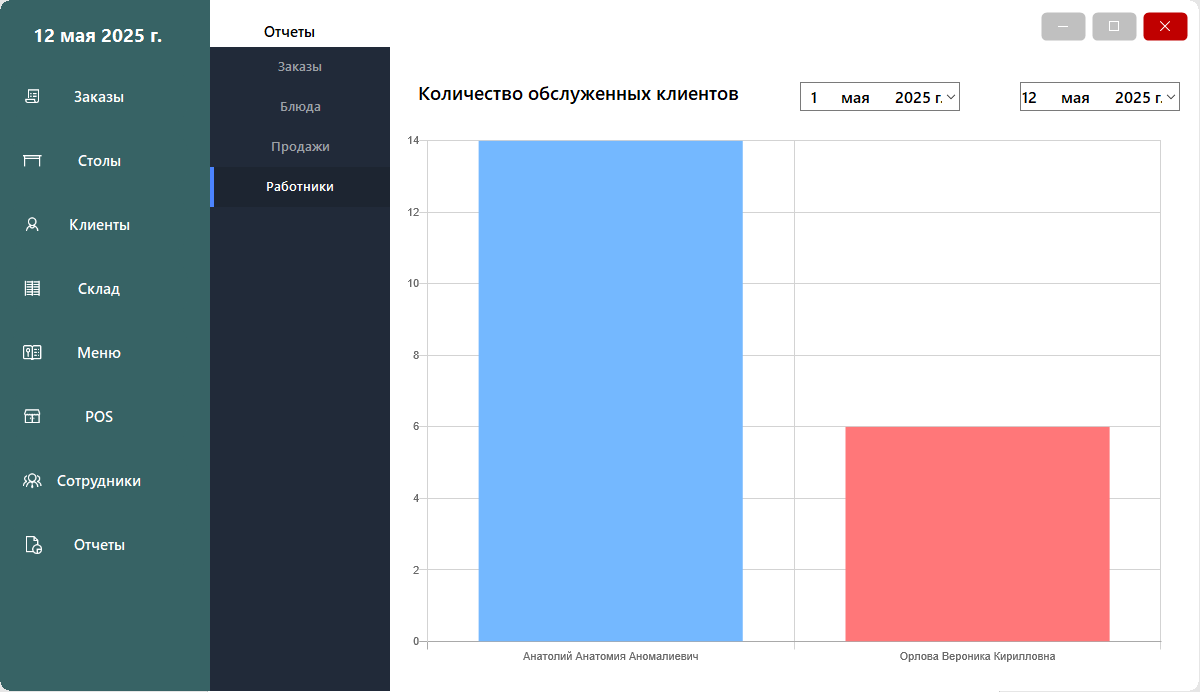 12 мая 2025 г.
Заказы
Столы
Клиенты
Склад
Меню
POS
Сотрудники
Отчеты
Отчеты
Заказы
Блюда
Продажи
Работники
Количество обслуженных клиентов
1 мая 2025 г.
12 мая 2025 г.
14
12
10
8
6
4
2
0
Анатолий Анатомия Аномалиевич
Орлова Вероника Кирилловна